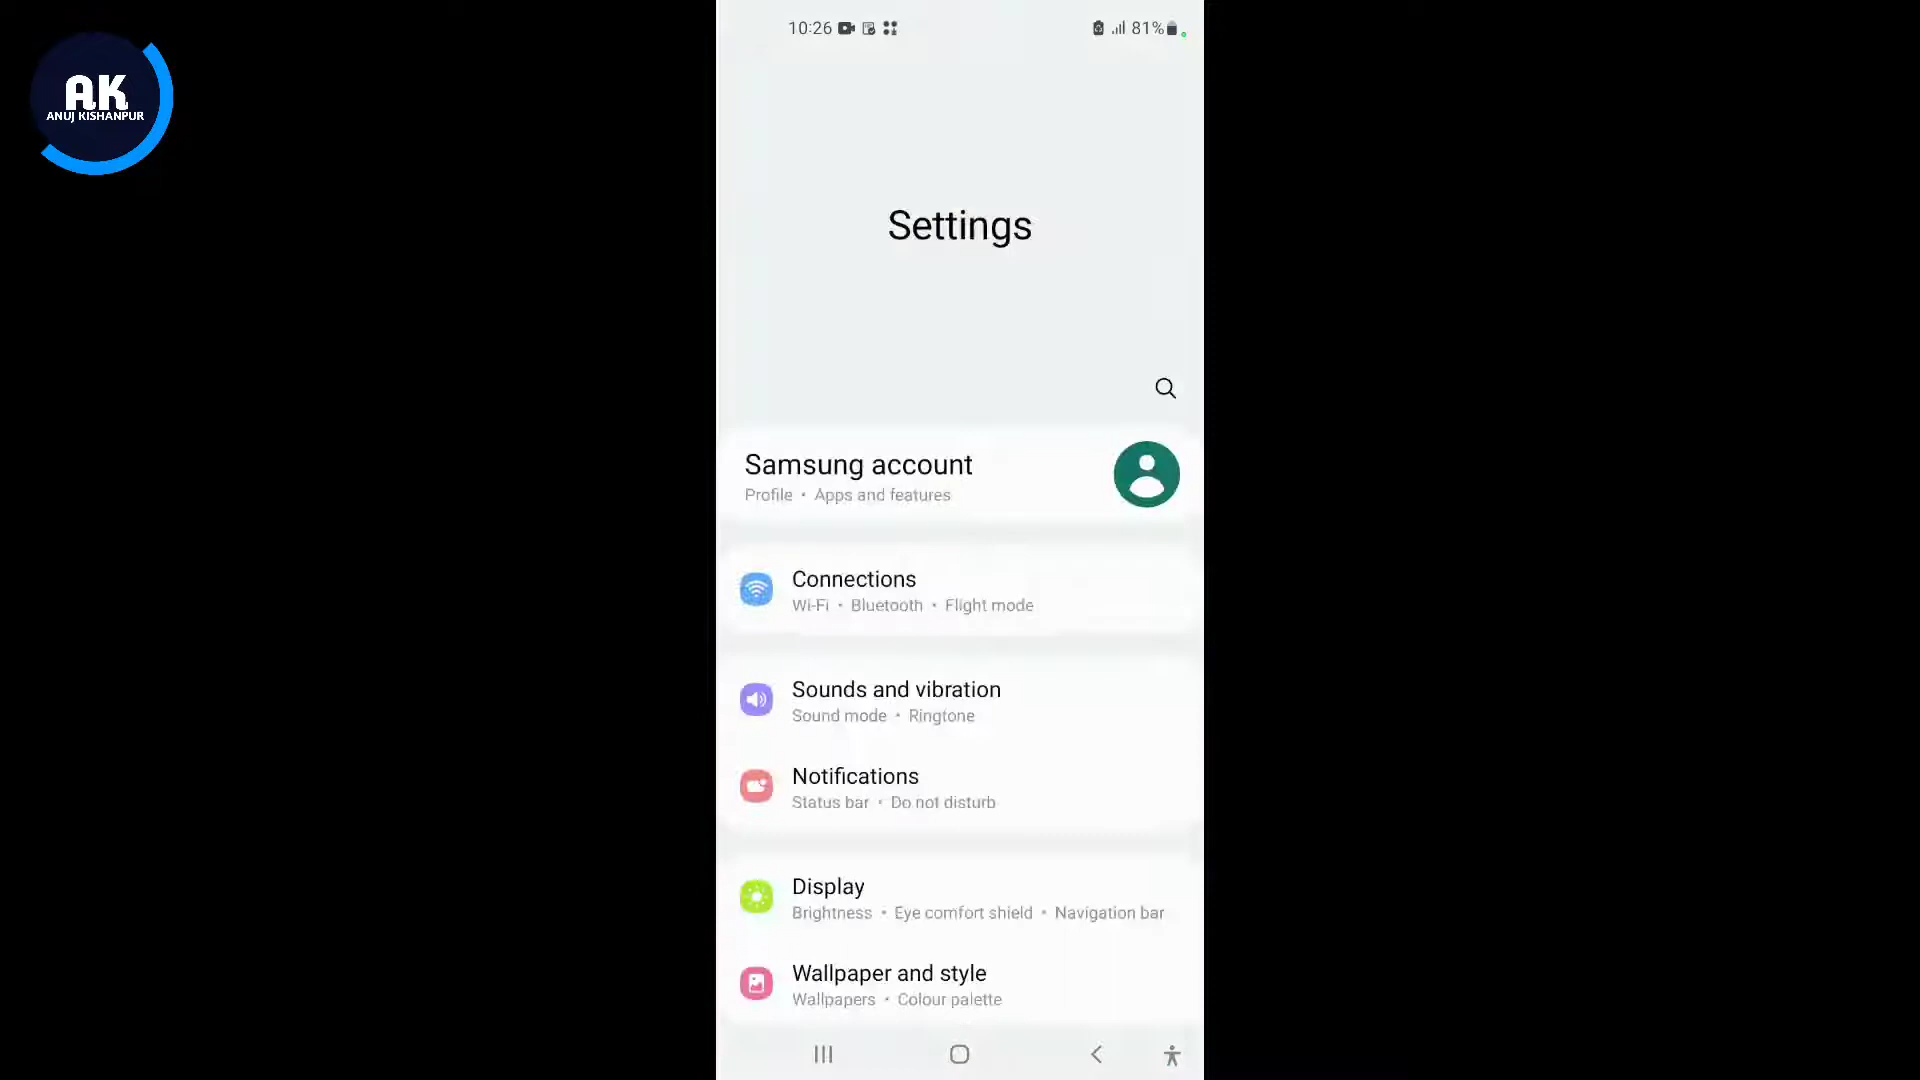 AK
ANUJ KISHANPUR
10:26
81%
Settings
Samsung account
Profile • Apps and features
Connections
Wi-Fi • Bluetooth • Flight mode
Sounds and vibration
Sound mode • Ringtone
Notifications
Status bar • Do not disturb
Display
Brightness • Eye comfort shield • Navigation bar
Wallpaper and style
Wallpapers • Colour palette